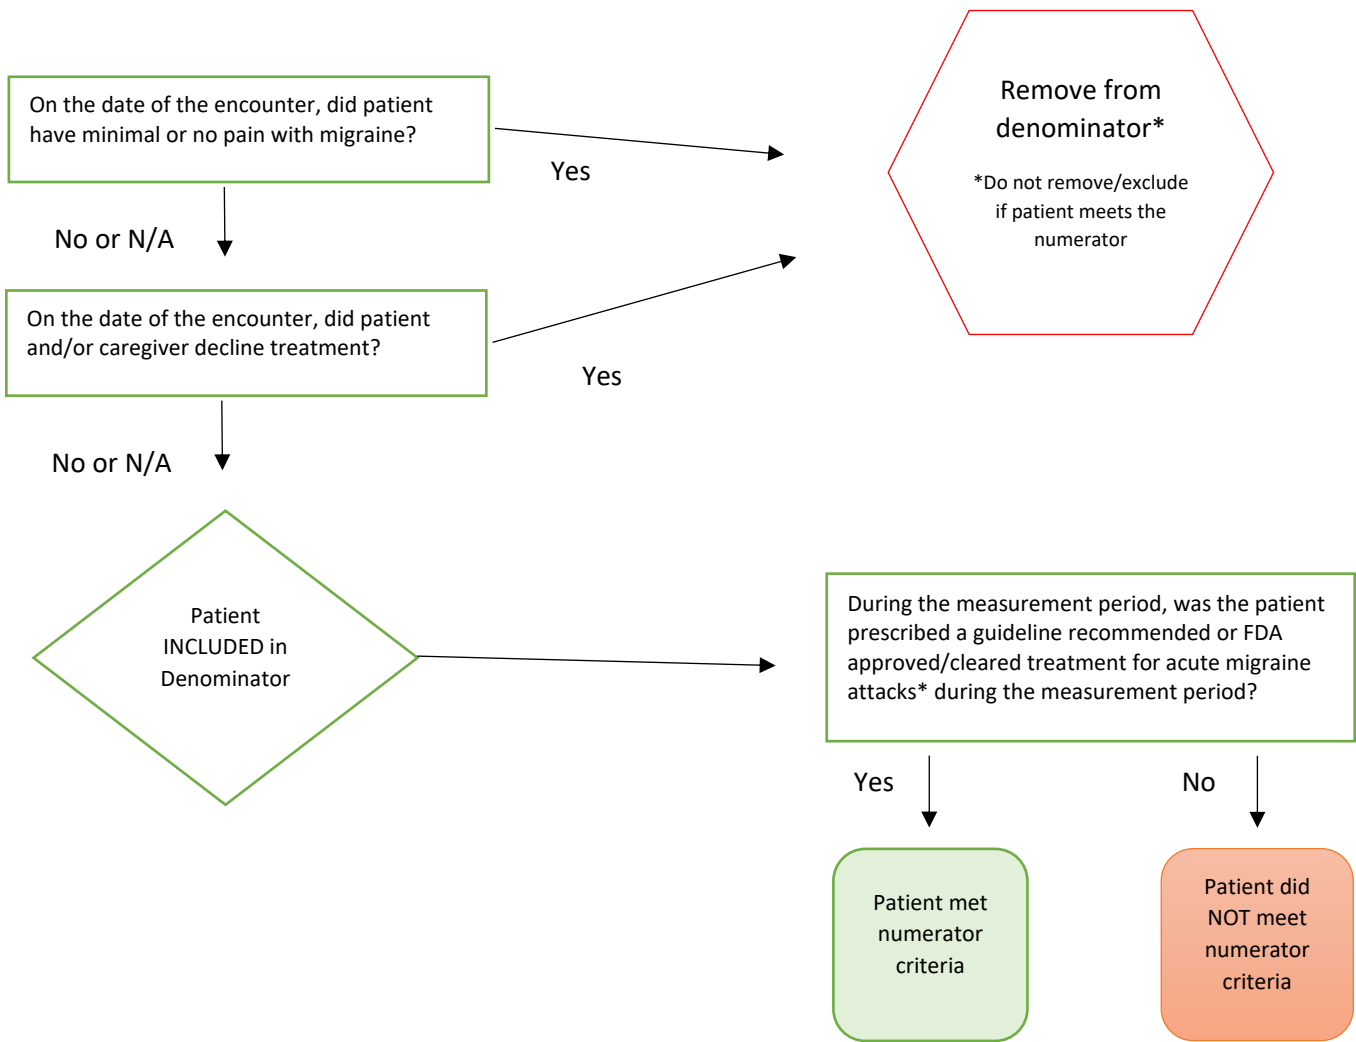 On the date of the encounter, did patient
have minimal or no pain with migraine?
Yes
Remove from
denominator*
*Do not remove/exclude
if patient meets the
numerator
No or N/A
On the date of the encounter, did patient
and/or caregiver decline treatment?
Yes
No or N/A
Patient
INCLUDED in
Denominator
During the measurement period, was the patient
prescribed a guideline recommended or FDA
approved/cleared treatment for acute migraine
attacks* during the measurement period?
Yes
No
Patient met
numerator
criteria
Patient did
NOT meet
numerator
criteria